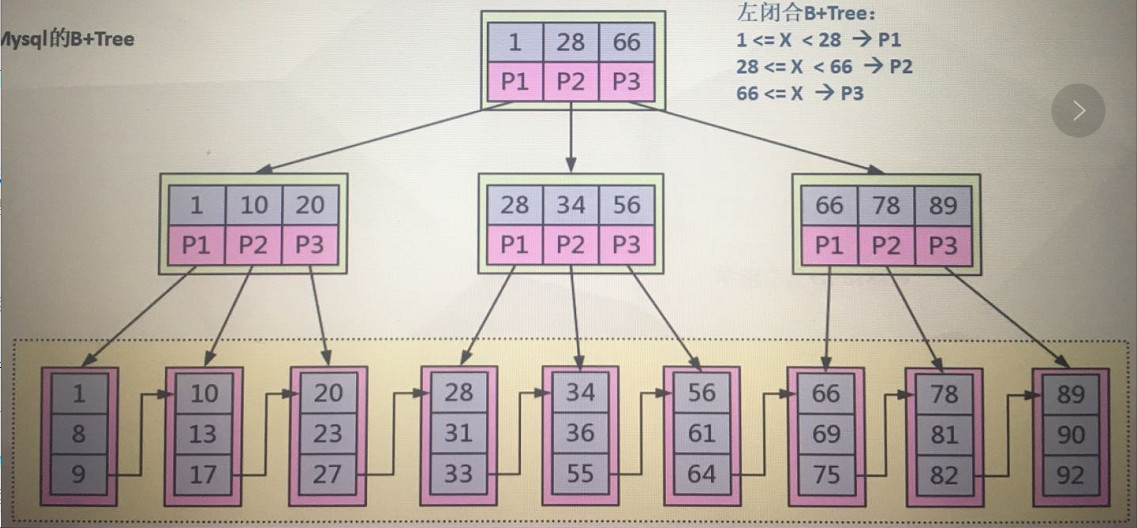 Mysql的B+Tree
左闭合B+Tree：
1 <= X < 28 → P1
28 <= X < 66 → P2
66 <= X → P3
1 28 66
P1 P2 P3
1 10 20
P1 P2 P3
28 34 56
P1 P2 P3
66 78 89
P1 P2 P3
1 10 20 28 34 56 66 78 89
8 13 23 31 36 61 69 81 90
9 17 27 33 55 64 75 82 92